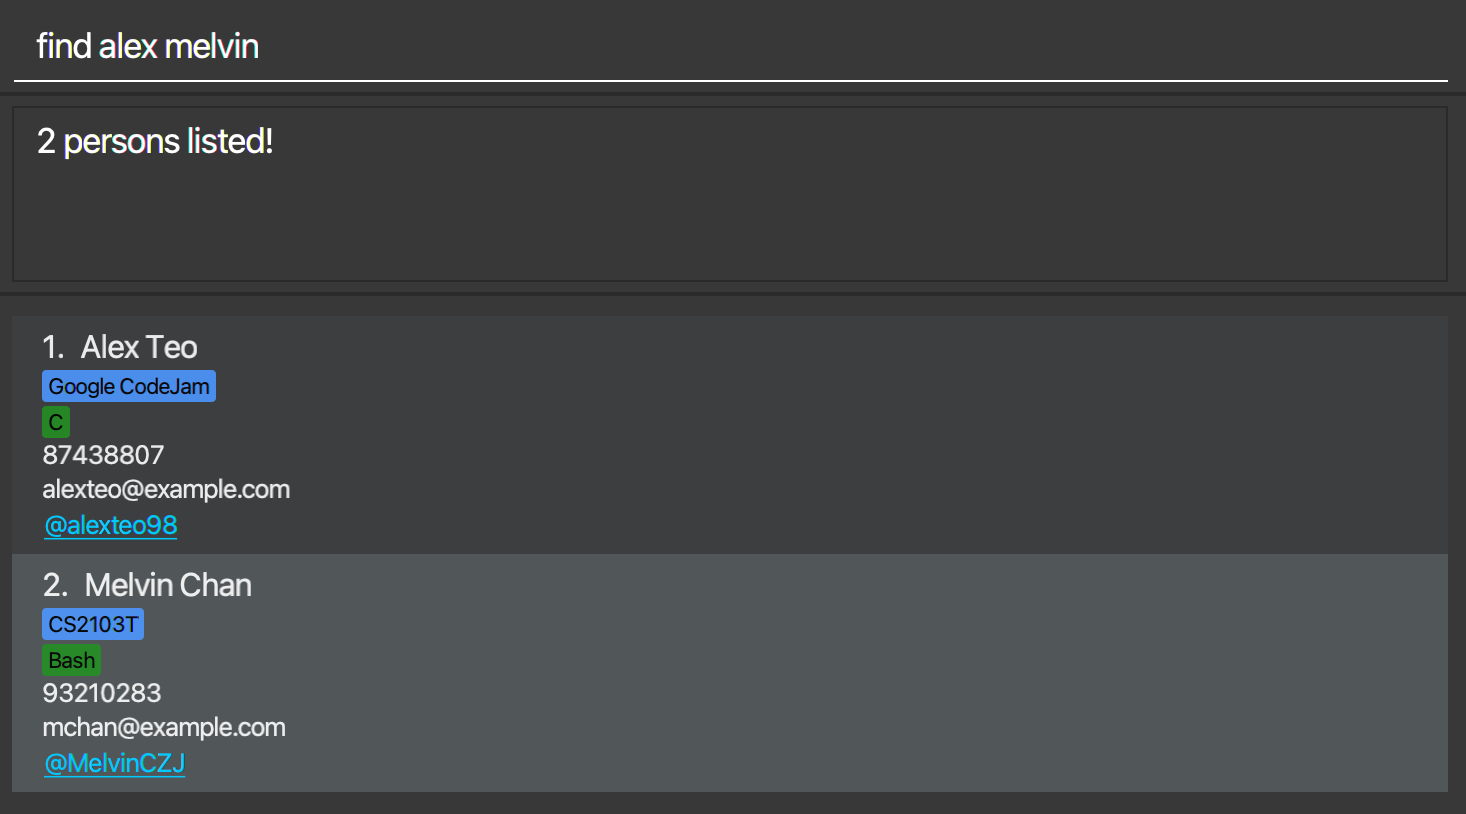 find alex melvin
2 persons listed!
1. Alex Teo
Google CodeJam
C
87438807
alexteo@example.com
@alexteo98
2. Melvin Chan
CS2103T
Bash
93210283
mchan@example.com
@MelvinCZJ